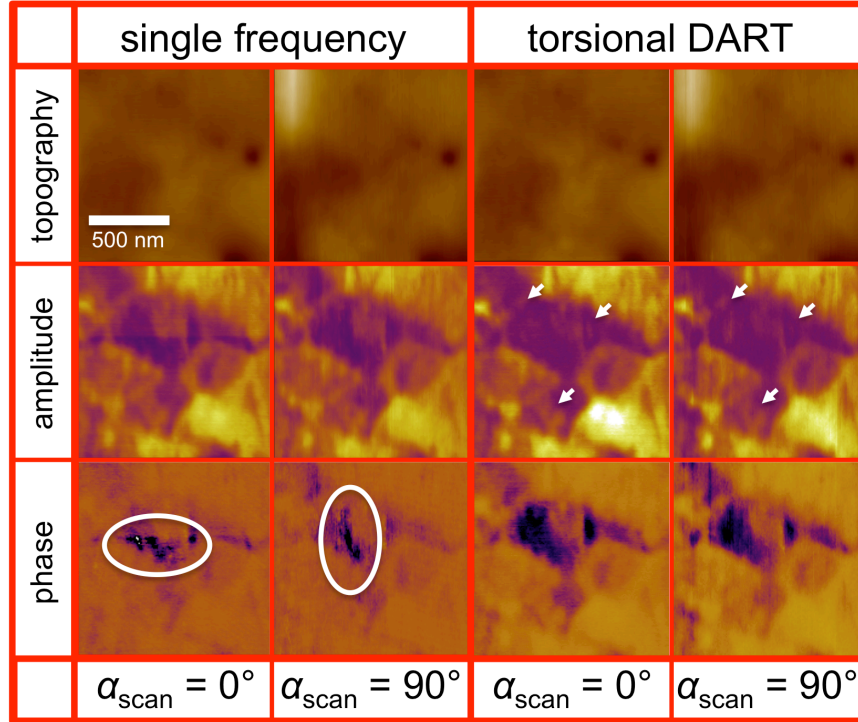 single frequency
torsional DART
topography
500 nm
amplitude
phase
αscan = 0°
αscan = 90°
αscan = 0°
αscan = 90°